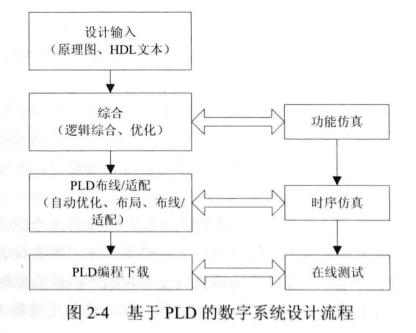 设计输入
（原理图、HDL文本）
综合
（逻辑综合、优化）
功能仿真
PLD布线/适配
（自动优化、布局、布线/
适配）
时序仿真
PLD编程下载
在线测试
图 2-4 基于 PLD 的数字系统设计流程